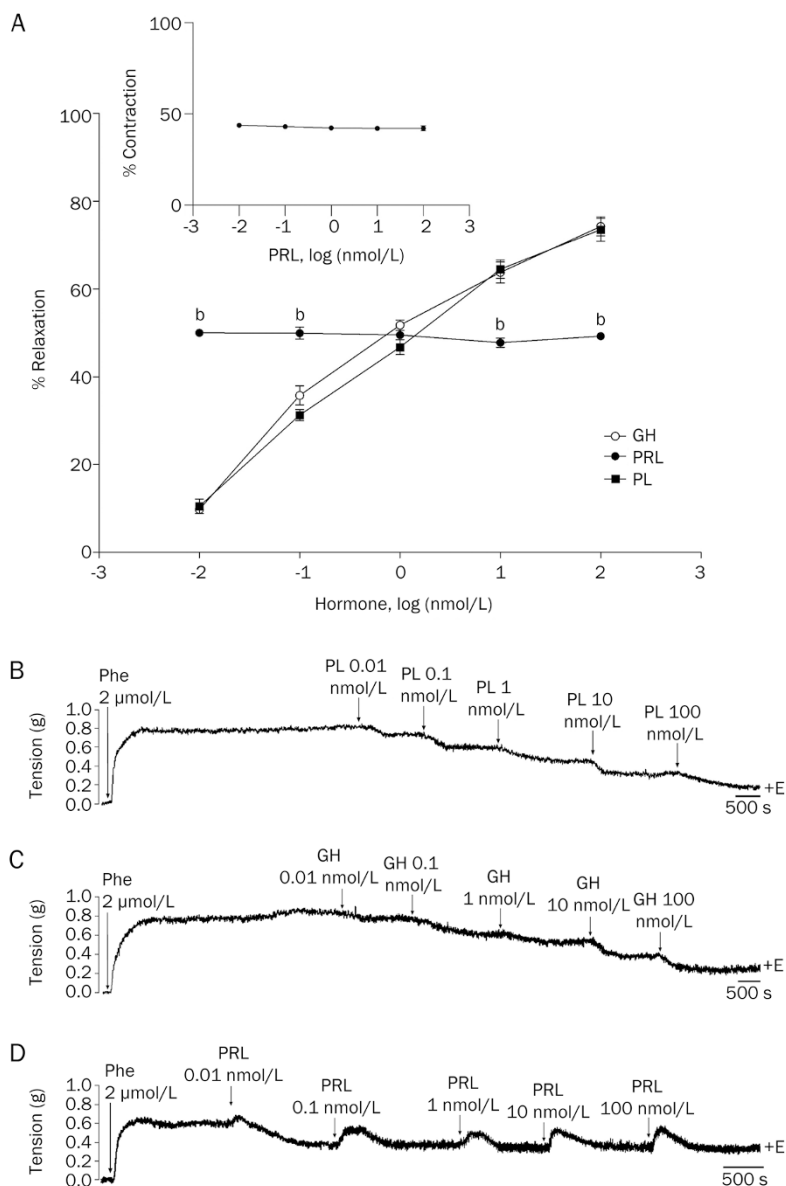 A
100
50
0
% Contraction
-3
-2
-1
0
1
2
3
PRL, log (nmol/L)
100
80
60
40
20
0
% Relaxation
b
b
b
b
GH
PRL
PL
-3
-2
-1
0
1
2
3
Hormone, log (nmol/L)
B
Phe
2 µmol/L
PL 0.01
nmol/L
PL 0.1
nmol/L
PL 1
nmol/L
PL 10
nmol/L
PL 100
nmol/L
Tension (g)
1.0
0.8
0.6
0.4
0.2
0.0
+E
500 s
C
Phe
2 µmol/L
GH
0.01 nmol/L
GH 0.1
nmol/L
GH
1 nmol/L
GH
10 nmol/L
GH 100
nmol/L
Tension (g)
1.0
0.8
0.6
0.4
0.2
0.0
+E
500 s
D
Phe
2 µmol/L
PRL
0.01 nmol/L
PRL
0.1 nmol/L
PRL
1 nmol/L
PRL
10 nmol/L
PRL
100 nmol/L
Tension (g)
1.0
0.8
0.6
0.4
0.2
0.0
+E
500 s